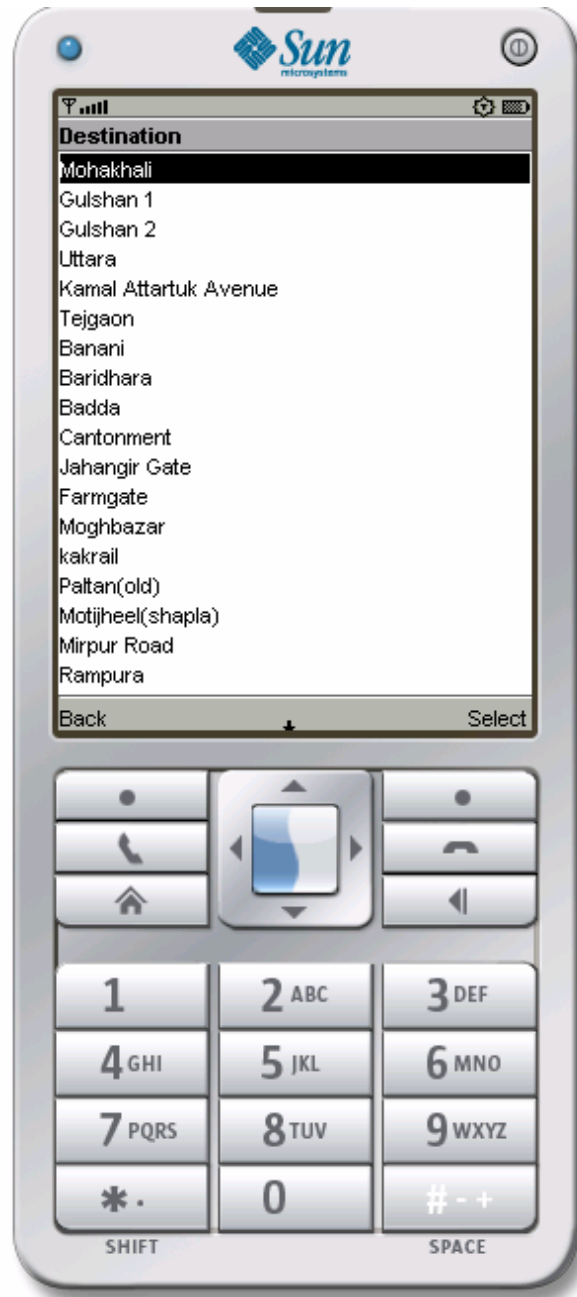 Sun
microsystems
Destination
Mohakhali
Gulshan 1
Gulshan 2
Uttara
Kamal Attartuk Avenue
Tejgaon
Banani
Baridhara
Badda
Cantonment
Jahangir Gate
Farmgate
Moghbazar
kakrail
Paltan(old)
Motijheel(shapla)
Mirpur Road
Rampura
Back Select
1 2 ABC 3 DEF
4 GHI 5 JKL 6 MNO
7 PQRS 8 TUV 9 WXYZ
* . 0 # - +
SHIFT SPACE